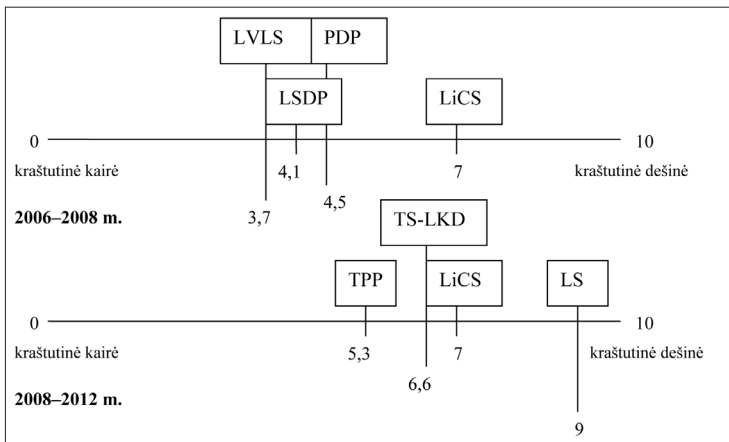 LVLS PDP
LSDP LiCS
0 10
kraštutinė kairė 4,1 7 kraštutinė dešinė
2006–2008 m. 3,7 4,5
TS-LKD
TPP LiCS LS
0 10
kraštutinė kairė 5,3 7 kraštutinė dešinė
6,6
2008–2012 m.
9